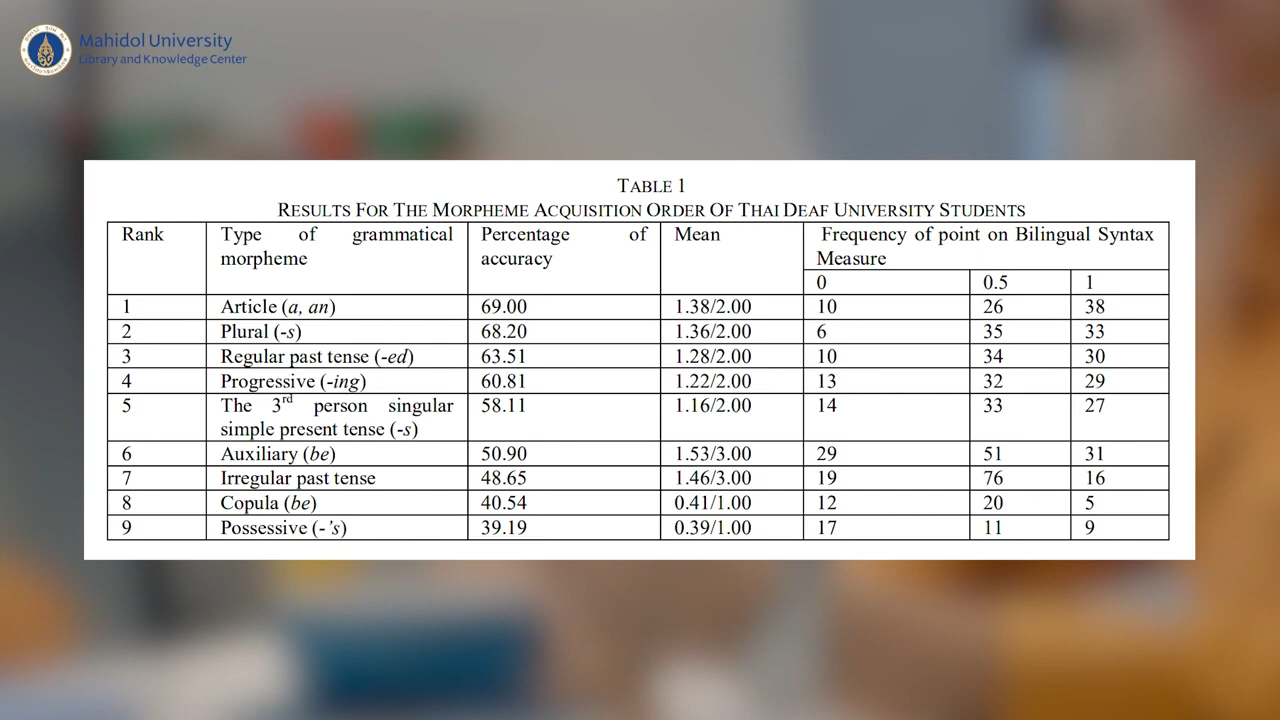 Mahidol University
Library and Knowledge Center
TABLE 1
RESULTS FOR THE MORPHEME ACQUISITION ORDER OF THAI DEAF UNIVERSITY STUDENTS
Rank Type of grammatical morpheme Percentage of accuracy Mean Frequency of point on Bilingual Syntax Measure
0 0.5 1
1 Article (a, an) 69.00 1.38/2.00 10 26 38
2 Plural (-s) 68.20 1.36/2.00 6 35 33
3 Regular past tense (-ed) 63.51 1.28/2.00 10 34 30
4 Progressive (-ing) 60.81 1.22/2.00 13 32 29
5 The 3rd person singular simple present tense (-s) 58.11 1.16/2.00 14 33 27
6 Auxiliary (be) 50.90 1.53/3.00 29 51 31
7 Irregular past tense 48.65 1.46/3.00 19 76 16
8 Copula (be) 40.54 0.41/1.00 12 20 5
9 Possessive (-’s) 39.19 0.39/1.00 17 11 9